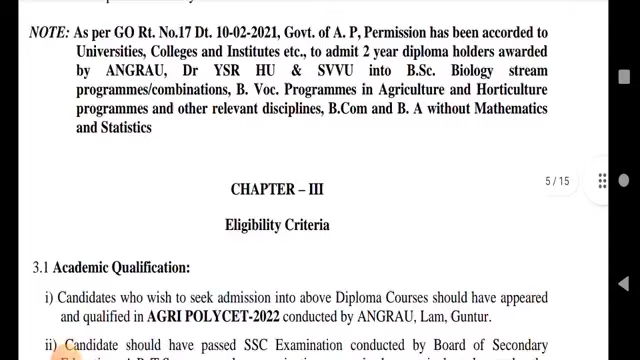 NOTE: As per GO Rt. No.17 Dt. 10-02-2021, Govt. of A. P, Permission has been accorded to
Universities, Colleges and Institutes etc., to admit 2 year diploma holders awarded
by ANGRAU, Dr YSR HU & SVVU into B.Sc. Biology stream
programmes/combinations, B. Voc. Programmes in Agriculture and Horticulture
programmes and other relevant disciplines, B.Com and B. A without Mathematics
and Statistics
CHAPTER – III
5/15
Eligibility Criteria
3.1 Academic Qualification:
i) Candidates who wish to seek admission into above Diploma Courses should have appeared
and qualified in AGRI POLYCET-2022 conducted by ANGRAU, Lam, Guntur.
ii) Candidate should have passed SSC Examination conducted by Board of Secondary